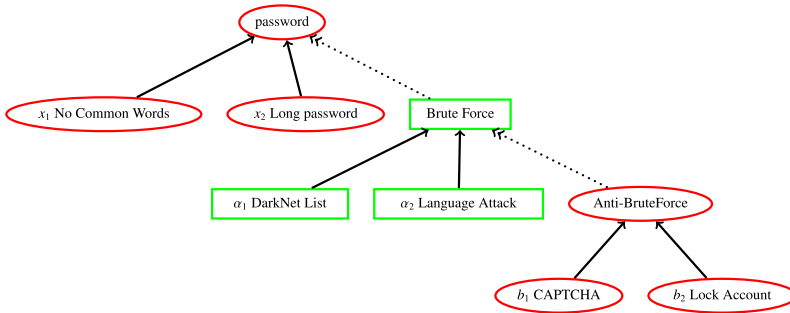 password
x₁ No Common Words
x₂ Long password
Brute Force
α₁ DarkNet List
α₂ Language Attack
Anti-BruteForce
b₁ CAPTCHA
b₂ Lock Account